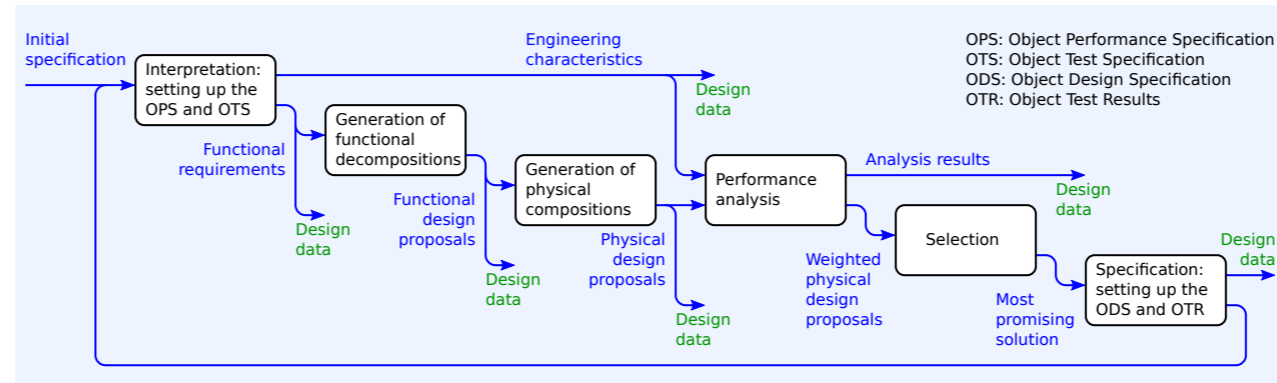 Initial
specification
Interpretation:
setting up the
OPS and OTS
Engineering
characteristics
Design
data
OPS: Object Performance Specification
OTS: Object Test Specification
ODS: Object Design Specification
OTR: Object Test Results
Functional
requirements
Design
data
Generation of
functional
decompositions
Functional
design
proposals
Design
data
Generation of
physical
compositions
Physical
design
proposals
Design
data
Performance
analysis
Analysis results
Design
data
Weighted
physical
design
proposals
Selection
Most
promising
solution
Specification:
setting up the
ODS and OTR
Design
data